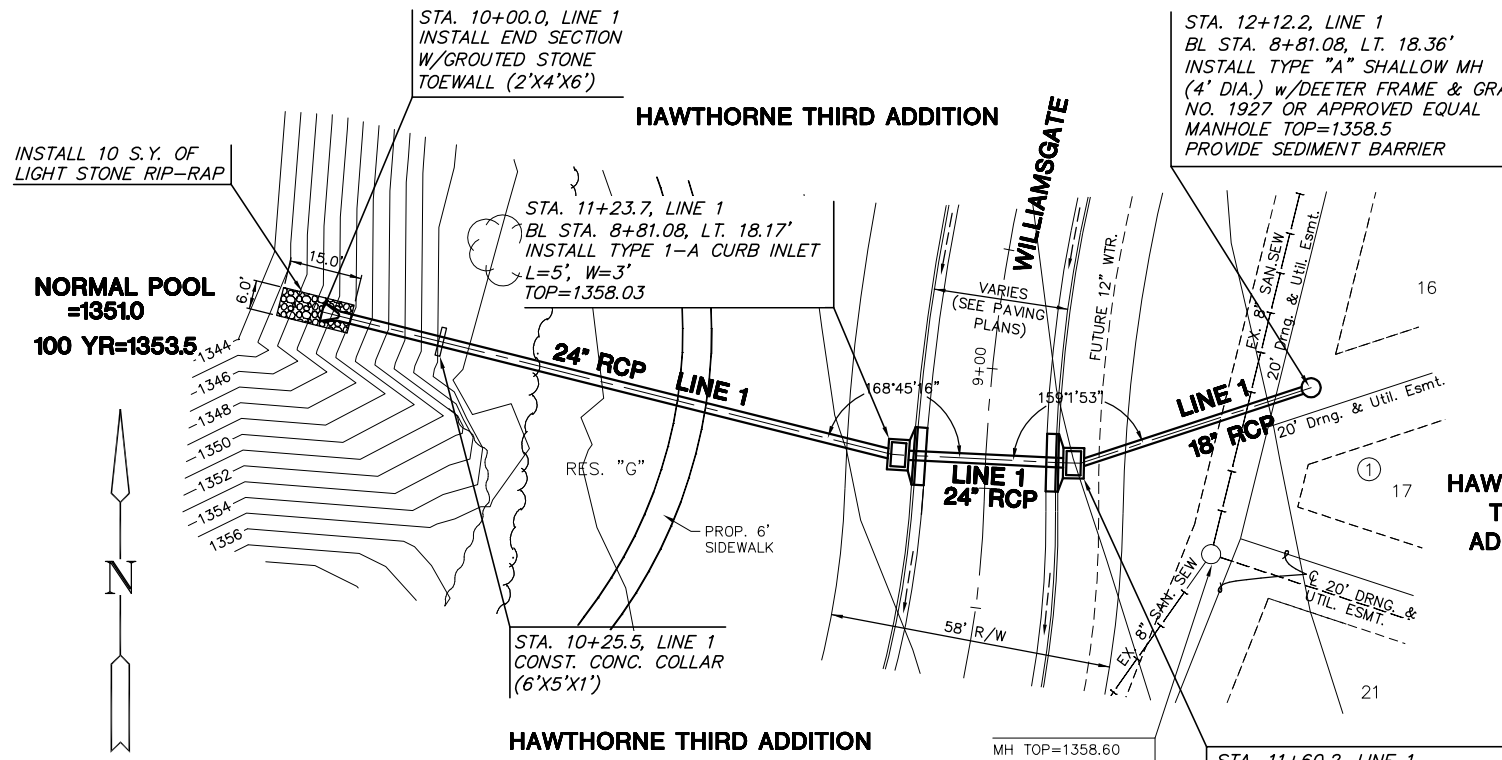 STA. 10+00.0, LINE 1
INSTALL END SECTION
W/GROUTED STONE
TOEWALL (2'X4'X6')
STA. 12+12.2, LINE 1
BL STA. 8+81.08, LT. 18.36'
INSTALL TYPE "A" SHALLOW MH
(4' DIA.) w/DEETER FRAME & GRA
NO. 1927 OR APPROVED EQUAL
MANHOLE TOP=1358.5
PROVIDE SEDIMENT BARRIER
HAWTHORNE THIRD ADDITION
WILLIAMSGATE
INSTALL 10 S.Y. OF
LIGHT STONE RIP-RAP
STA. 11+23.7, LINE 1
BL STA. 8+81.08, LT. 18.17'
INSTALL TYPE 1-A CURB INLET
L=5', W=3'
TOP=1358.03
15.0'
6.0'
NORMAL POOL
=1351.0
100 YR=1353.5
VARIES
(SEE PAVING
PLANS)
FUTURE 12" WTR.
9+00
EX. 8" SAN.SEW
20' Drng. & Util. Esmt.
16
1344
1346
1348
1350
1352
1354
1356
24" RCP
LINE 1
168°45'16"
159°1'53"
LINE 1
18" RCP
20' Drng. & Util. Esmt.
RES. "G"
LINE 1
24" RCP
1
17
HAW
T
AD
PROP. 6'
SIDEWALK
N
58' R/W
EX. 8" SAN. SEW
℄ 20' DRNG. &
UTIL. ESMT.
21
STA. 10+25.5, LINE 1
CONST. CONC. COLLAR
(6'X5'X1')
HAWTHORNE THIRD ADDITION
MH TOP=1358.60
STA. 11+60.2, LINE 1